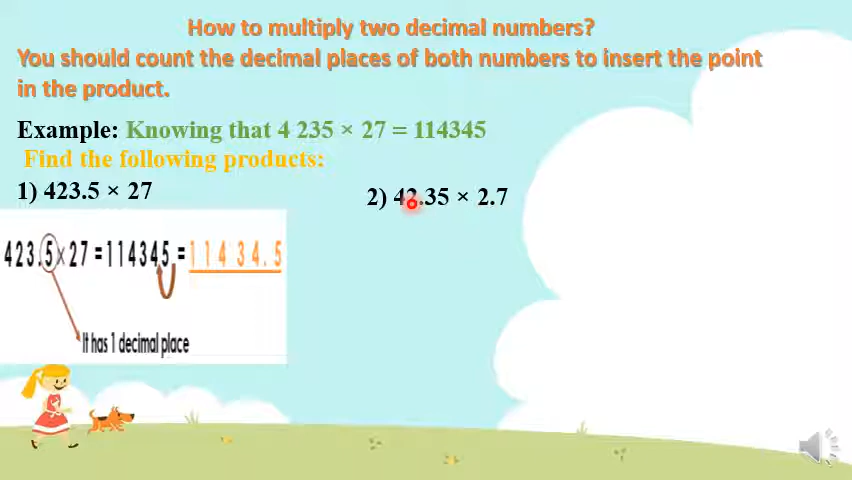 How to multiply two decimal numbers?
You should count the decimal places of both numbers to insert the point
in the product.
Example: Knowing that 4 235 × 27 = 114345
Find the following products:
1) 423.5 × 27
2) 42.35 × 2.7
423.5×27 =114345 =11434.5
It has 1 decimal place